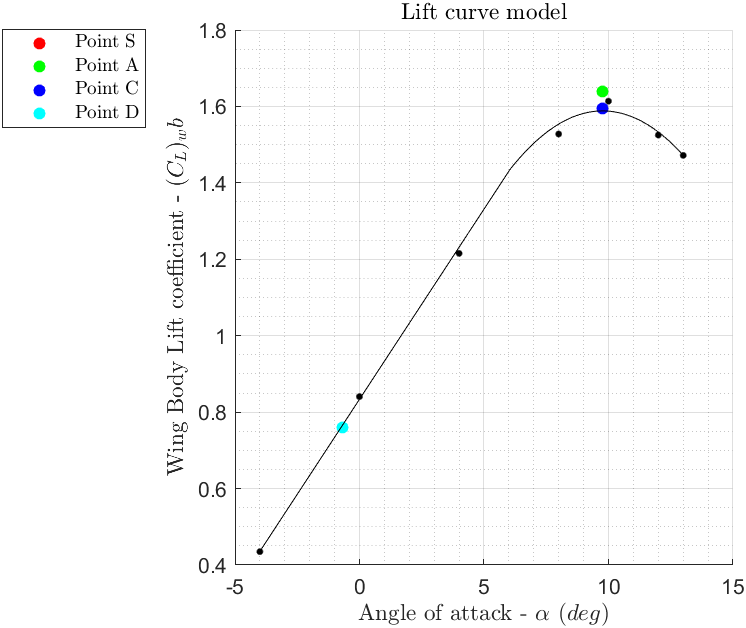 Lift curve model
Point S
Point A
Point C
Point D
Wing Body Lift coefficient - (C_L)_wb
1.8
1.6
1.4
1.2
1
0.8
0.6
0.4
-5
0
5
10
15
Angle of attack - α (deg)